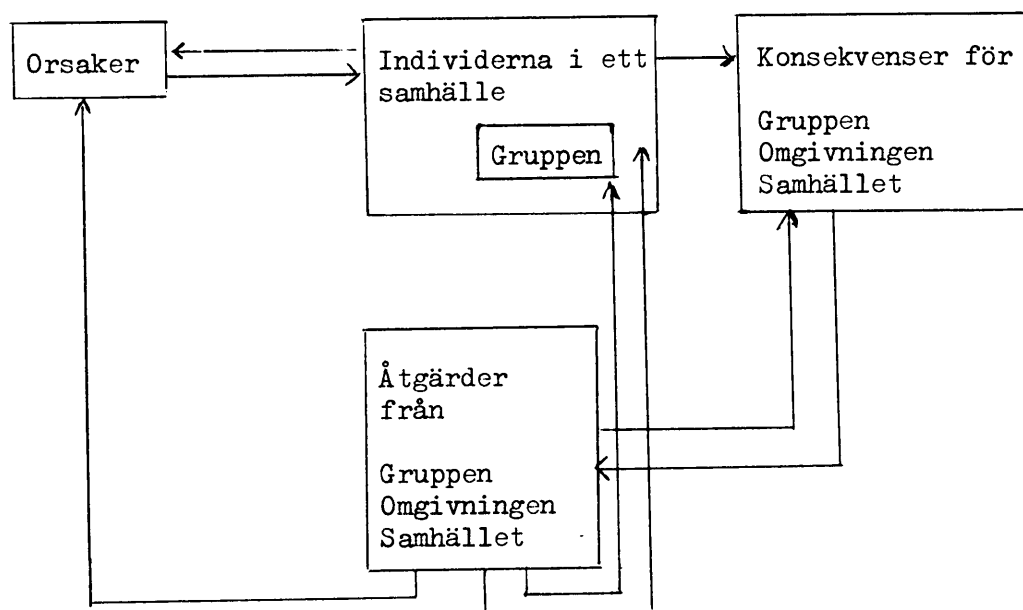 Orsaker
Individerna i ett
samhälle
Gruppen
Konsekvenser för
Gruppen
Omgivningen
Samhället
Åtgärder
från
Gruppen
Omgivningen
Samhället